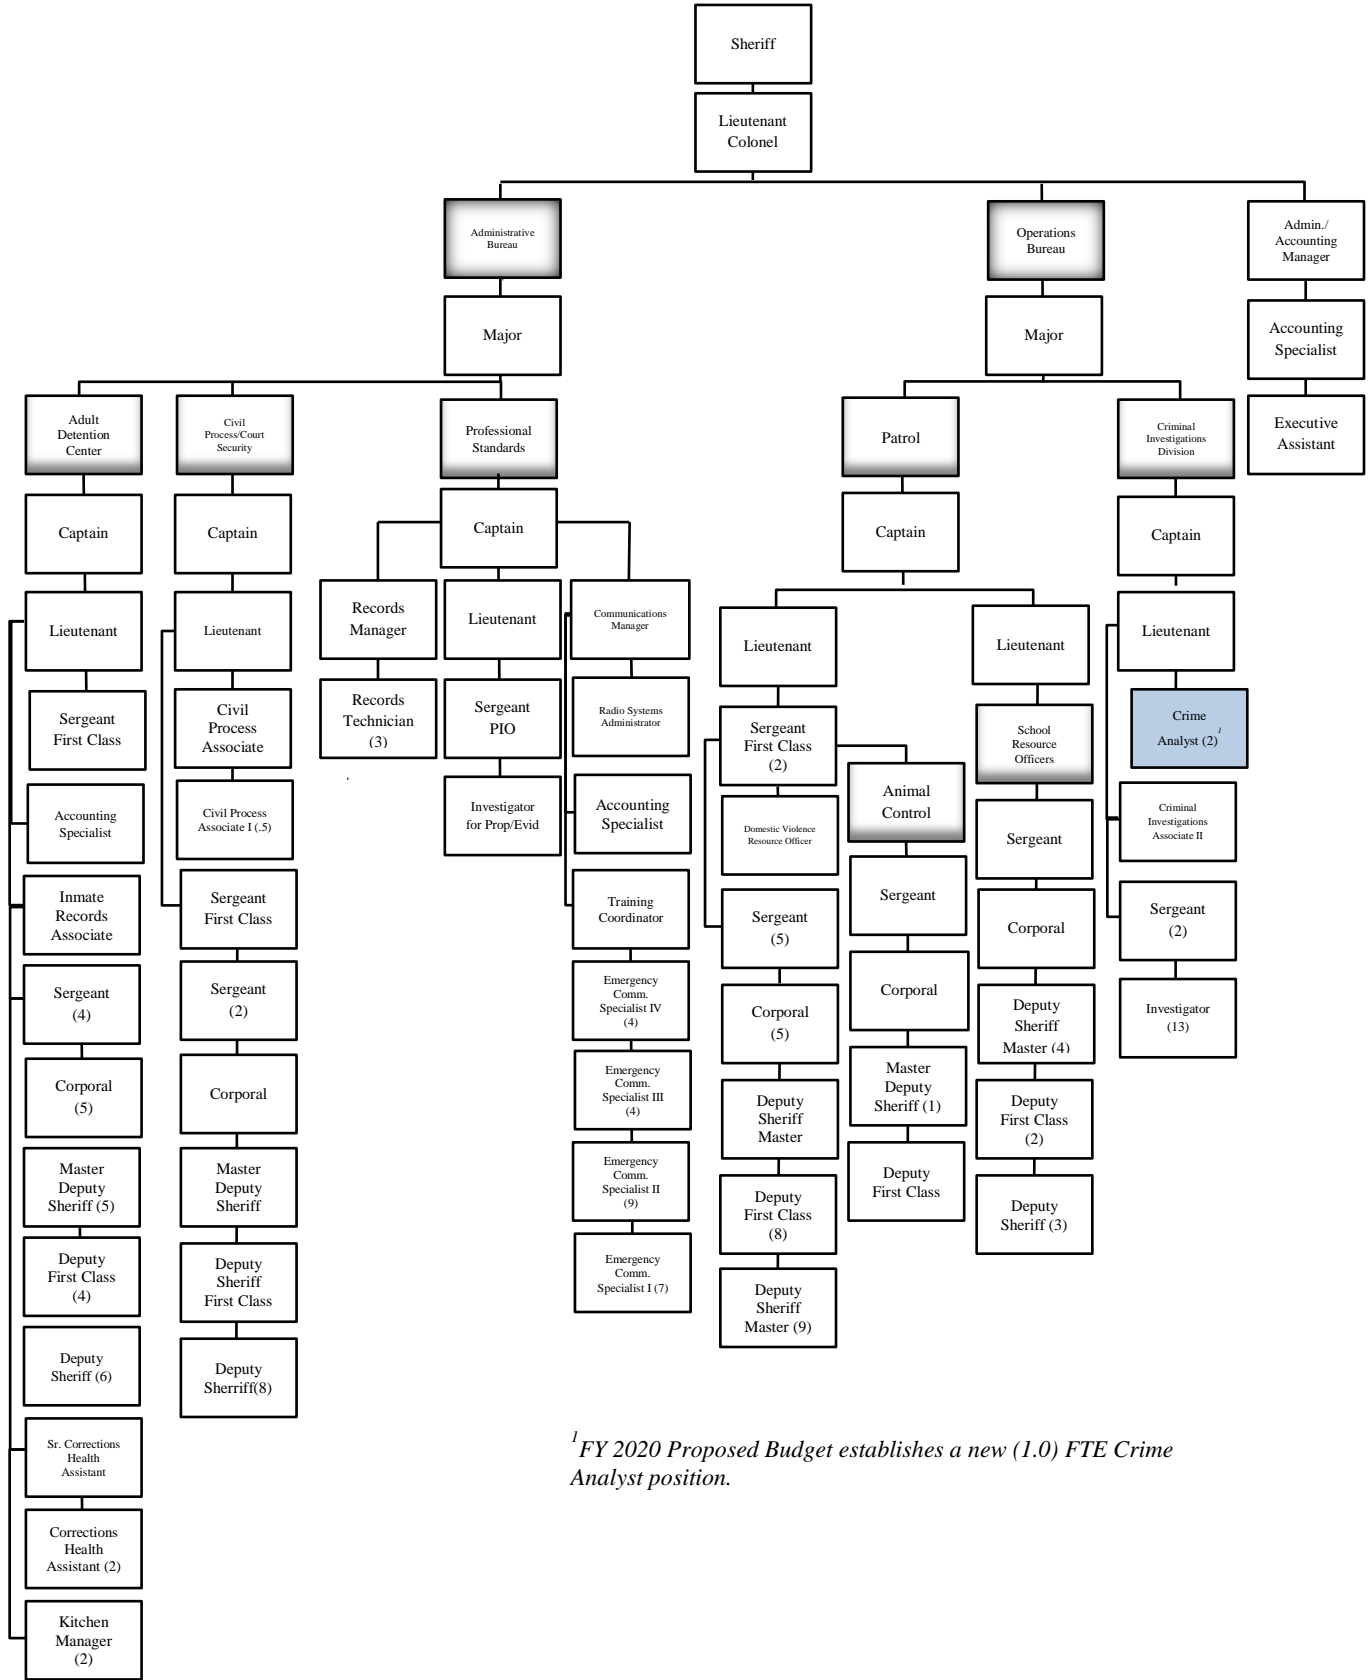 Sheriff
Lieutenant
Colonel
Administrative
Bureau
Operations
Bureau
Admin./
Accounting
Manager
Major
Major
Accounting
Specialist
Executive
Assistant
Adult
Detention
Center
Civil
Process/Court
Security
Professional
Standards
Patrol
Criminal
Investigations
Division
Captain
Lieutenant
Sergeant
First Class
Accounting
Specialist
Inmate
Records
Associate
Sergeant
(4)
Corporal
(5)
Master
Deputy
Sheriff (5)
Deputy
First Class
(4)
Deputy
Sheriff (6)
Sr. Corrections
Health
Assistant
Corrections
Health
Assistant (2)
Kitchen
Manager
(2)
Captain
Lieutenant
Civil
Process
Associate
Civil Process
Associate I (.5)
Sergeant
First Class
Sergeant
(2)
Corporal
Master
Deputy
Sheriff
Deputy
Sheriff
First Class
Deputy
Sherriff(8)
Captain
Records
Manager
Records
Technician
(3)
Lieutenant
Sergeant
PIO
Investigator
for Prop/Evid
Communications
Manager
Radio Systems
Administrator
Accounting
Specialist
Training
Coordinator
Emergency
Comm.
Specialist IV
(4)
Emergency
Comm.
Specialist III
(4)
Emergency
Comm.
Specialist II
(9)
Emergency
Comm.
Specialist I (7)
Captain
Lieutenant
Sergeant
First Class
(2)
Domestic Violence
Resource Officer
Sergeant
(5)
Corporal
(5)
Deputy
Sheriff
Master
Deputy
First Class
(8)
Deputy
Sheriff
Master (9)
Animal
Control
Sergeant
Corporal
Master
Deputy
Sheriff (1)
Deputy
First Class
Lieutenant
School
Resource
Officers
Sergeant
Corporal
Deputy
Sheriff
Master (4)
Deputy
First Class
(2)
Deputy
Sheriff (3)
Captain
Lieutenant
Crime
Analyst (2) 1
Criminal
Investigations
Associate II
Sergeant
(2)
Investigator
(13)
1 FY 2020 Proposed Budget establishes a new (1.0) FTE Crime
Analyst position.